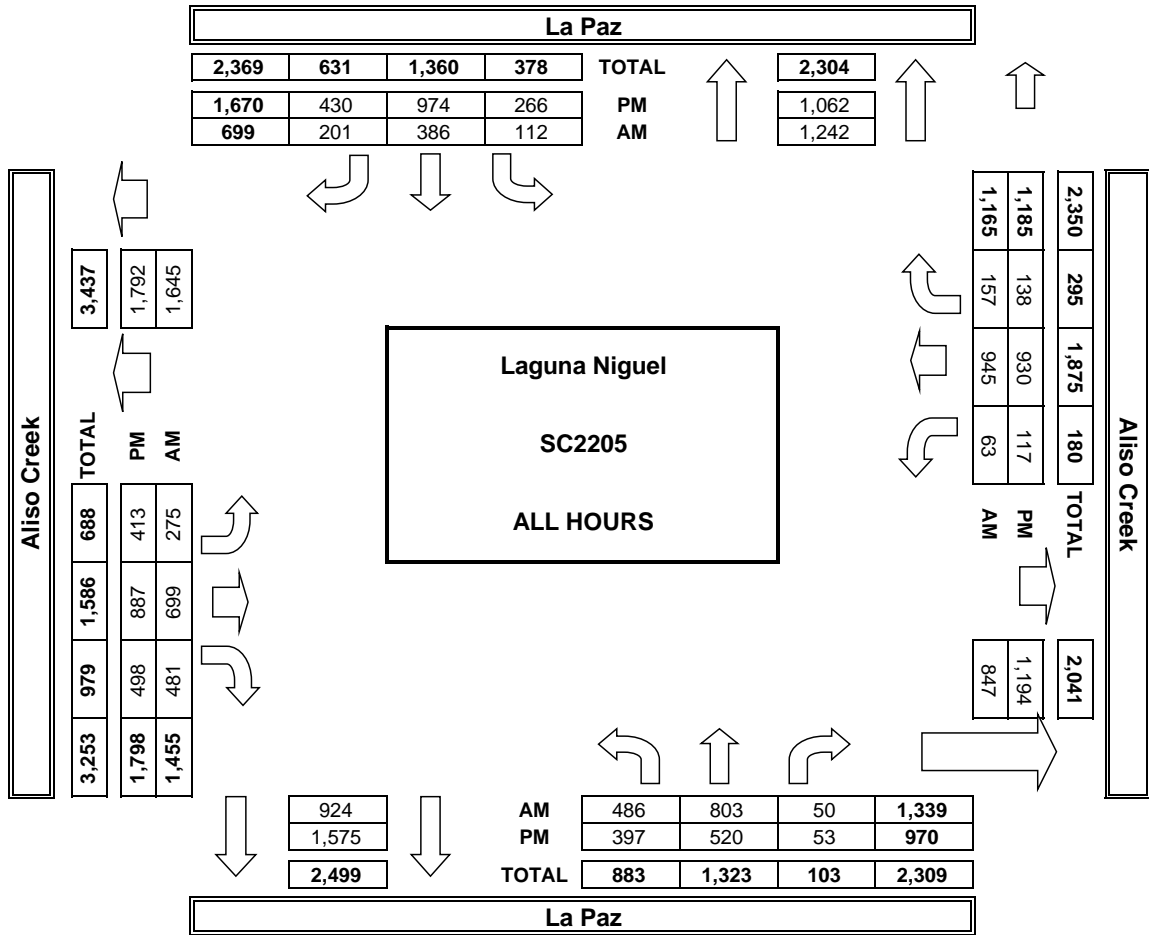 La Paz
2,369 631 1,360 378 TOTAL 2,304
1,670 430 974 266 PM 1,062
699 201 386 112 AM 1,242
Aliso Creek
3,437
1,792
1,645
TOTAL
PM
AM
688 413 275
1,586 887 699
979 498 481
3,253 1,798 1,455
Laguna Niguel
SC2205
ALL HOURS
2,350 295 1,875 180 TOTAL 2,041
1,185 138 930 117 PM 1,194
1,165 157 945 63 AM 847
Aliso Creek
924 AM 486 803 50 1,339
1,575 PM 397 520 53 970
2,499 TOTAL 883 1,323 103 2,309
La Paz